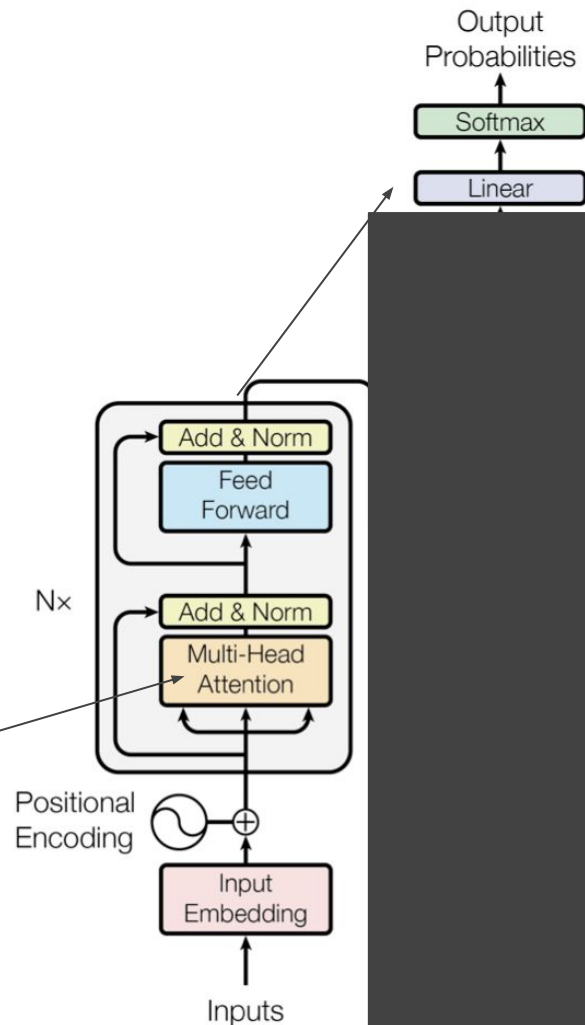 Output
Probabilities
Softmax
Linear
Add & Norm
Feed
Forward
Nx
Add & Norm
Multi-Head
Attention
Positional
Encoding
Input
Embedding
Inputs